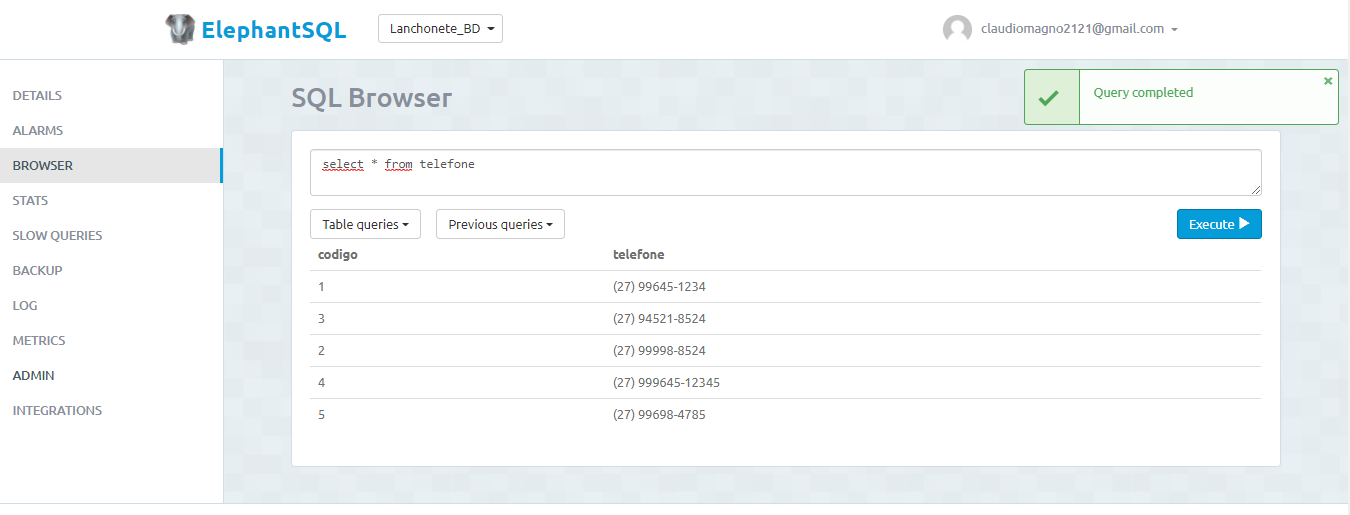 ElephantSQL
Lanchonete_BD
claudiomagno2121@gmail.com
DETAILS
ALARMS
BROWSER
STATS
SLOW QUERIES
BACKUP
LOG
METRICS
ADMIN
INTEGRATIONS
SQL Browser
Query completed
select * from telefone
Table queries
Previous queries
Execute
codigo telefone
1 (27) 99645-1234
3 (27) 94521-8524
2 (27) 99998-8524
4 (27) 999645-12345
5 (27) 99698-4785